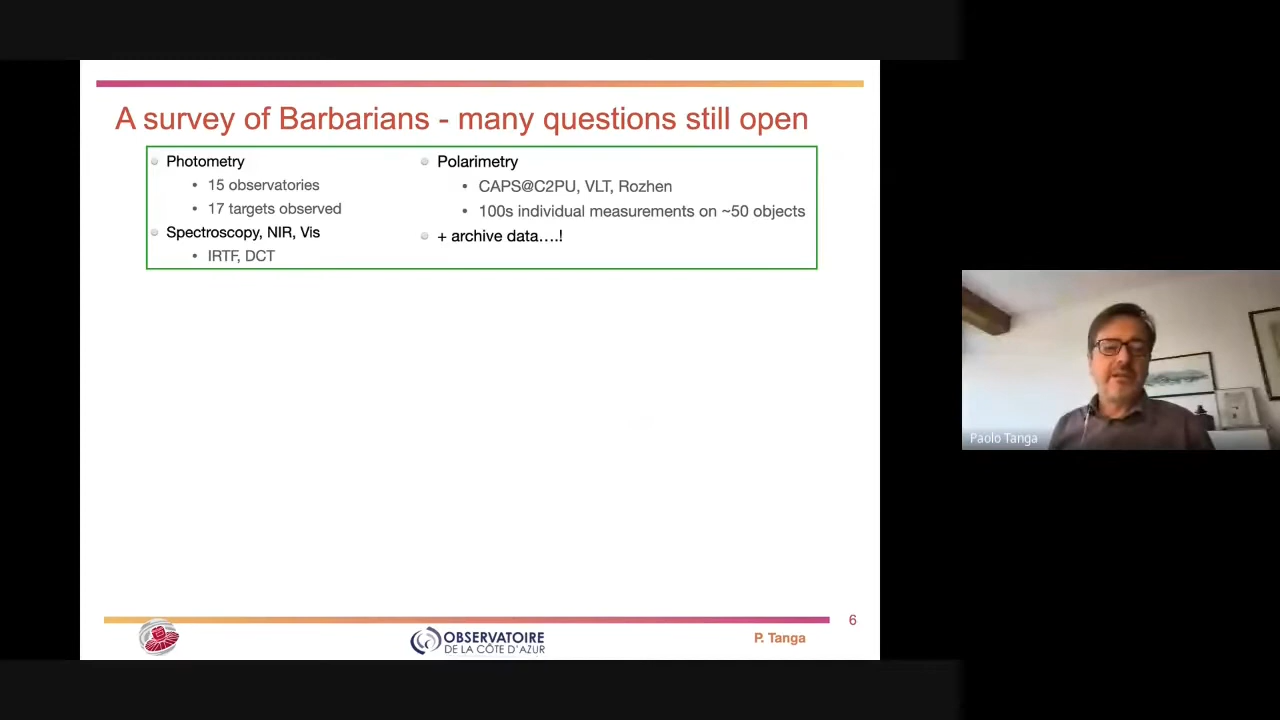 A survey of Barbarians - many questions still open
Photometry
• 15 observatories
• 17 targets observed
Spectroscopy, NIR, Vis
• IRTF, DCT
Polarimetry
• CAPS@C2PU, VLT, Rozhen
• 100s individual measurements on ~50 objects
+ archive data….!
Paolo Tanga
6
OBSERVATOIRE
DE LA CÔTE D'AZUR
P. Tanga